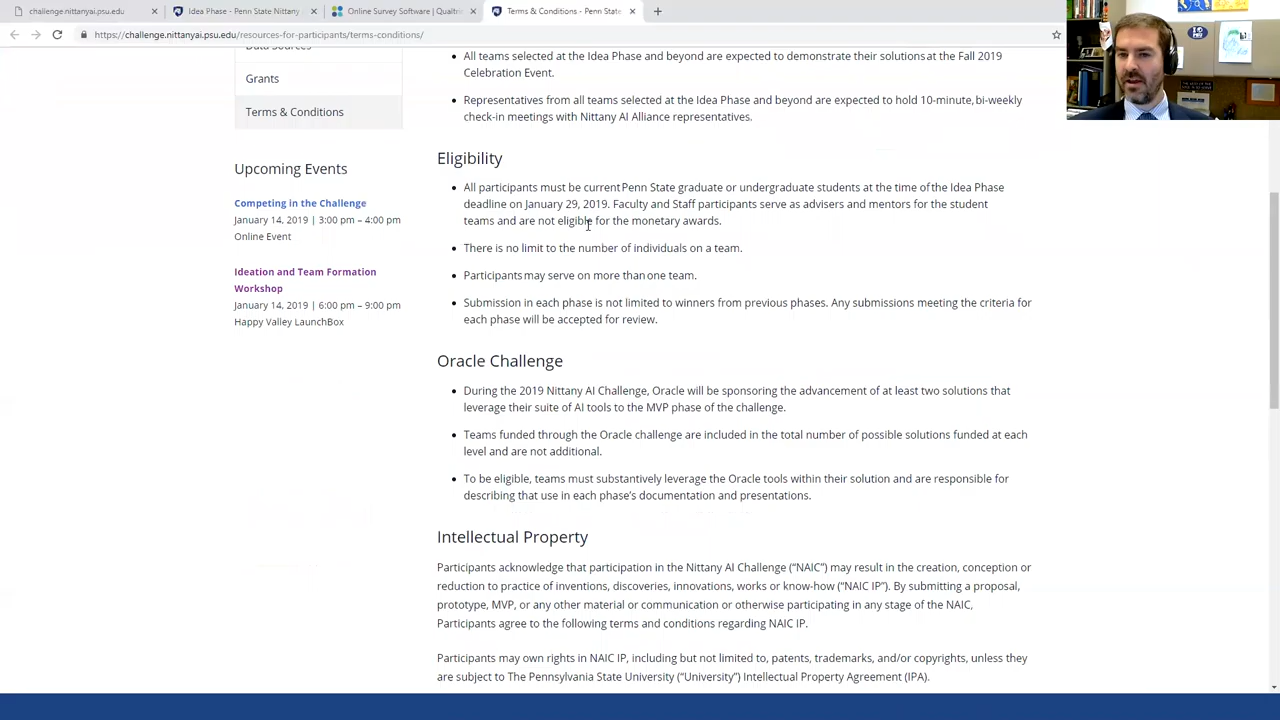 challenge.nittanyai.psu.edu
Idea Phase - Penn State Nittany
Online Survey Software | Qualtri
Terms & Conditions - Penn State
https://challenge.nittanyai.psu.edu/resources-for-participants/terms-conditions/
Data Sources
Grants
Terms & Conditions
Upcoming Events
Competing in the Challenge
January 14, 2019 | 3:00 pm – 4:00 pm
Online Event
Ideation and Team Formation
Workshop
January 14, 2019 | 6:00 pm – 9:00 pm
Happy Valley LaunchBox
All teams selected at the Idea Phase and beyond are expected to demonstrate their solutions at the Fall 2019
Celebration Event.
Representatives from all teams selected at the Idea Phase and beyond are expected to hold 10-minute, bi-weekly
check-in meetings with Nittany AI Alliance representatives.
Eligibility
All participants must be current Penn State graduate or undergraduate students at the time of the Idea Phase
deadline on January 29, 2019. Faculty and Staff participants serve as advisers and mentors for the student
teams and are not eligible for the monetary awards.
There is no limit to the number of individuals on a team.
Participants may serve on more than one team.
Submission in each phase is not limited to winners from previous phases. Any submissions meeting the criteria for
each phase will be accepted for review.
Oracle Challenge
During the 2019 Nittany AI Challenge, Oracle will be sponsoring the advancement of at least two solutions that
leverage their suite of AI tools to the MVP phase of the challenge.
Teams funded through the Oracle challenge are included in the total number of possible solutions funded at each
level and are not additional.
To be eligible, teams must substantively leverage the Oracle tools within their solution and are responsible for
describing that use in each phase's documentation and presentations.
Intellectual Property
Participants acknowledge that participation in the Nittany AI Challenge ("NAIC") may result in the creation, conception or
reduction to practice of inventions, discoveries, innovations, works or know-how ("NAIC IP"). By submitting a proposal,
prototype, MVP, or any other material or communication or otherwise participating in any stage of the NAIC,
Participants agree to the following terms and conditions regarding NAIC IP.
Participants may own rights in NAIC IP, including but not limited to, patents, trademarks, and/or copyrights, unless they
are subject to The Pennsylvania State University ("University") Intellectual Property Agreement (IPA).